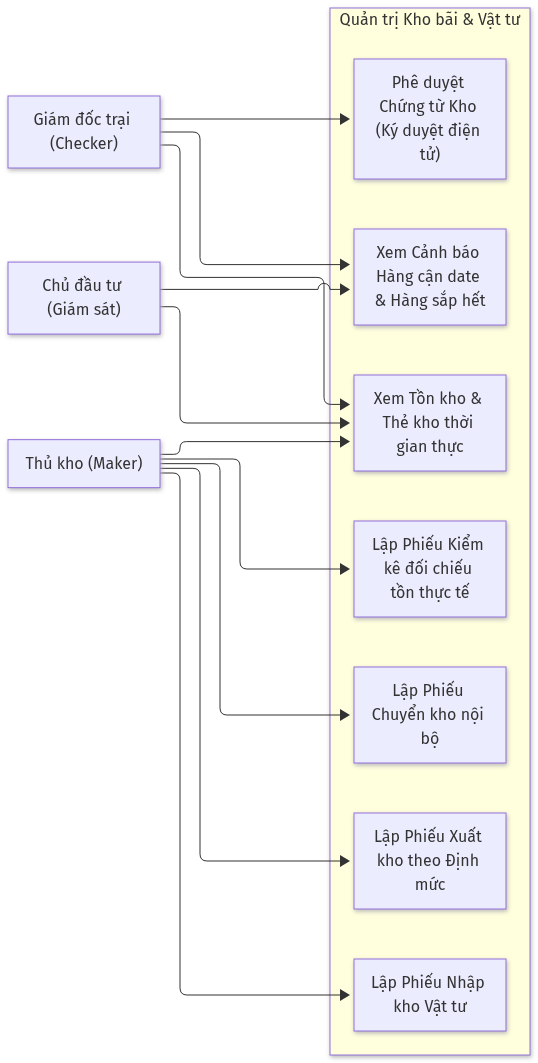 Quản trị Kho bãi & Vật tư
Giám đốc trại
(Checker)
Chủ đầu tư
(Giám sát)
Thủ kho (Maker)
Phê duyệt
Chứng từ Kho
(Ký duyệt điện
tử)
Xem Cảnh báo
Hàng cận date
& Hàng sắp hết
Xem Tồn kho &
Thẻ kho thời
gian thực
Lập Phiếu Kiểm
kê đối chiếu
tồn thực tế
Lập Phiếu
Chuyển kho nội
bộ
Lập Phiếu Xuất
kho theo Định
mức
Lập Phiếu Nhập
kho Vật tư